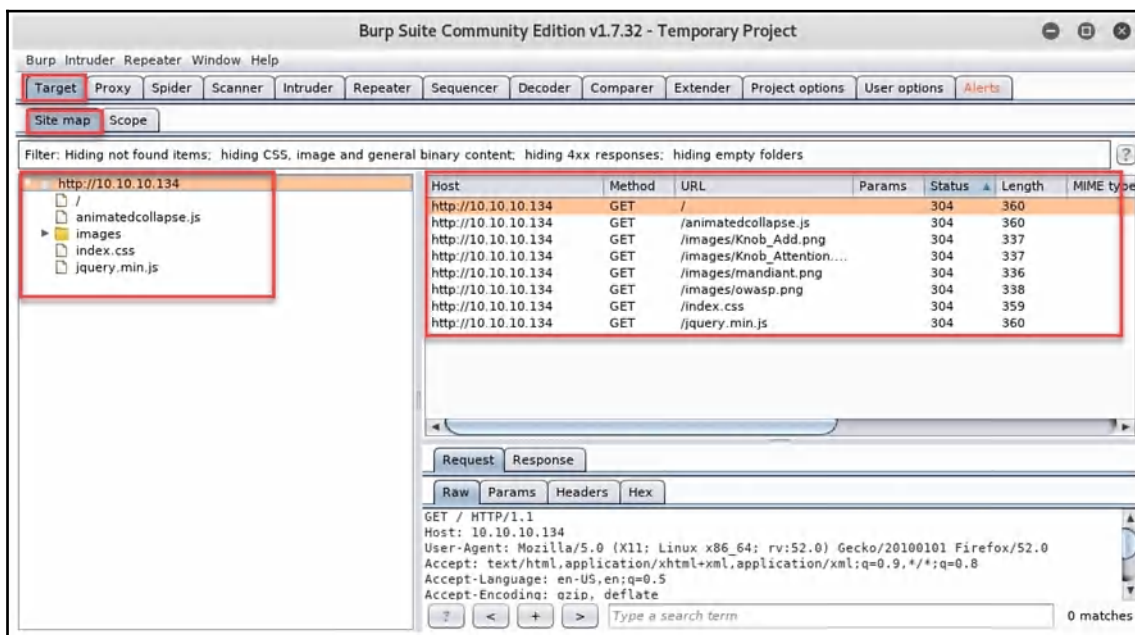 Burp Suite Community Edition v1.7.32 - Temporary Project
Burp Intruder Repeater Window Help
Target Proxy Spider Scanner Intruder Repeater Sequencer Decoder Comparer Extender Project options User options Alerts
Site map Scope
Filter: Hiding not found items; hiding CSS, image and general binary content; hiding 4xx responses; hiding empty folders ?
http://10.10.10.134
/
animatedcollapse.js
images
index.css
jquery.min.js
Host Method URL Params Status Length MIME type
http://10.10.10.134 GET / 304 360
http://10.10.10.134 GET /animatedcollapse.js 304 360
http://10.10.10.134 GET /images/Knob_Add.png 304 337
http://10.10.10.134 GET /images/Knob_Attention.... 304 337
http://10.10.10.134 GET /images/mandiant.png 304 336
http://10.10.10.134 GET /images/owasp.png 304 338
http://10.10.10.134 GET /index.css 304 359
http://10.10.10.134 GET /jquery.min.js 304 360
Request Response
Raw Params Headers Hex
GET / HTTP/1.1
Host: 10.10.10.134
User-Agent: Mozilla/5.0 (X11; Linux x86_64; rv:52.0) Gecko/20100101 Firefox/52.0
Accept: text/html,application/xhtml+xml,application/xml;q=0.9,*/*;q=0.8
Accept-Language: en-US,en;q=0.5
Accept-Encoding: gzip, deflate
? < + > Type a search term 0 matches